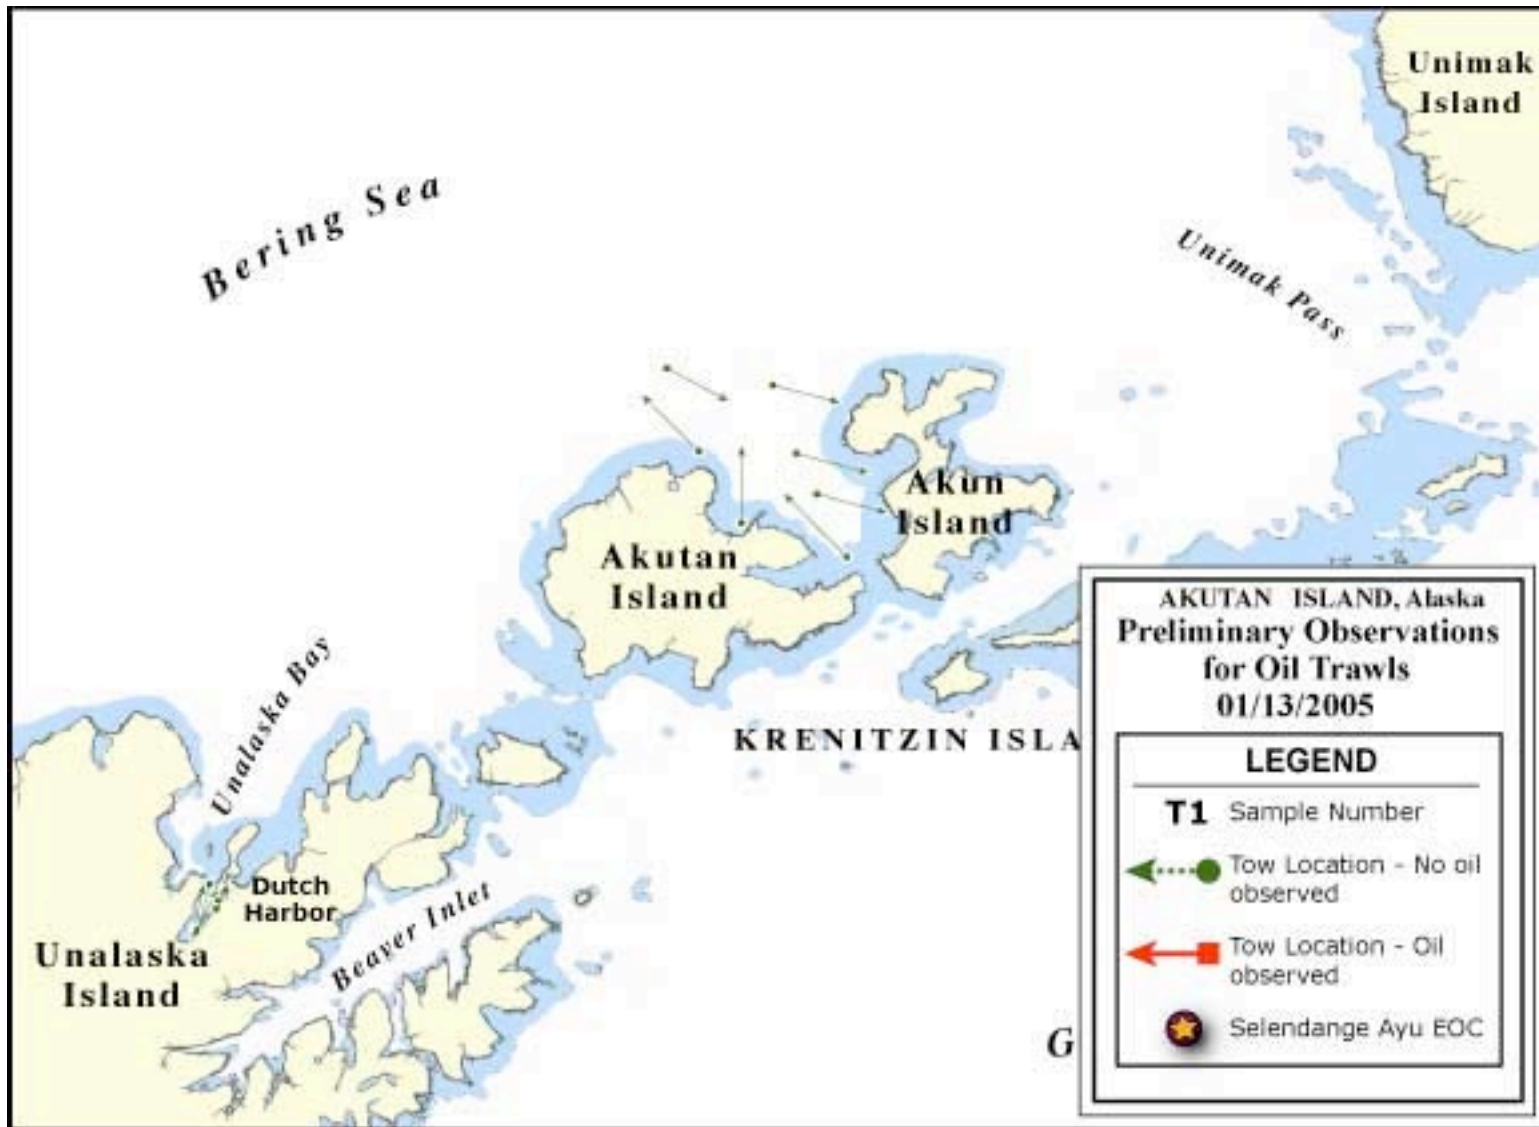 Unimak
Island
Bering Sea
Unimak Pass
Akun
Island
Akutan
Island
Unalaska Bay
KRENITZIN ISLA
Dutch
Harbor
Beaver Inlet
Unalaska
Island
G
AKUTAN ISLAND, Alaska
Preliminary Observations
for Oil Trawls
01/13/2005
LEGEND
T1 Sample Number
Tow Location - No oil
observed
Tow Location - Oil
observed
Selendange Ayu EOC